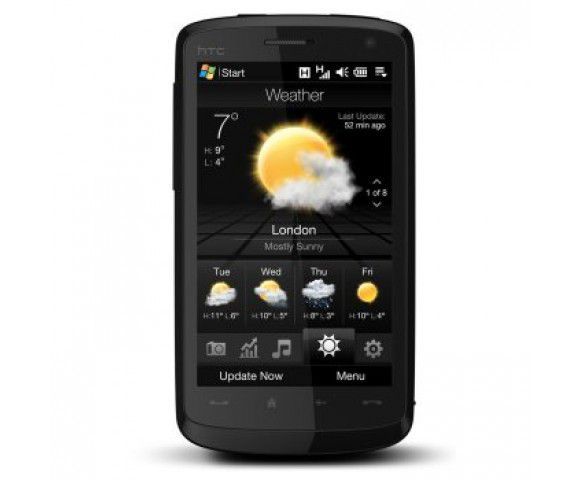 hTC
Start
H
Weather
7°
H: 9°
L: 4°
Last Update:
52 min ago
1 of 8
London
Mostly Sunny
Tue Wed Thu Fri
H:11° L:6° H:10° L:5° H:8° L:3° H:10° L:4°
Update Now Menu